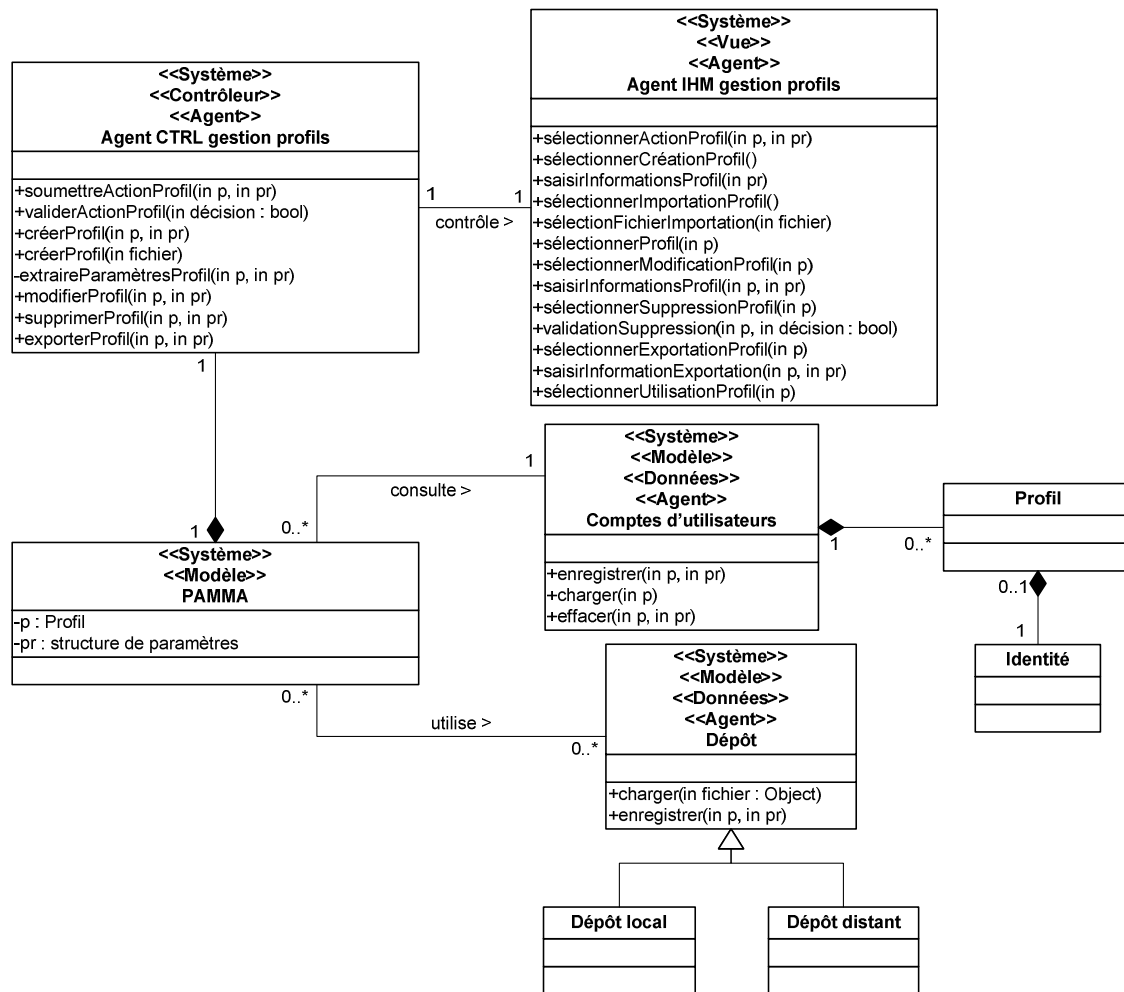 <<Système>>
<<Contrôleur>>
<<Agent>>
Agent CTRL gestion profils
+soumettreActionProfil(in p, in pr)
+validerActionProfil(in décision : bool)
+créerProfil(in p, in pr)
+créerProfil(in fichier)
-extraireParamètresProfil(in p, in pr)
+modifierProfil(in p, in pr)
+supprimerProfil(in p, in pr)
+exporterProfil(in p, in pr)
1
1
contrôle >
<<Système>>
<<Vue>>
<<Agent>>
Agent IHM gestion profils
+sélectionnerActionProfil(in p, in pr)
+sélectionnerCréationProfil()
+saisirInformationsProfil(in pr)
+sélectionnerImportationProfil()
+sélectionFichierImportation(in fichier)
+sélectionnerProfil(in p)
+sélectionnerModificationProfil(in p)
+saisirInformationsProfil(in p, in pr)
+sélectionnerSuppressionProfil(in p)
+validationSuppression(in p, in décision : bool)
+sélectionnerExportationProfil(in p)
+saisirInformationExportation(in p, in pr)
+sélectionnerUtilisationProfil(in p)
1
1
<<Système>>
<<Modèle>>
PAMMA
-p : Profil
-pr : structure de paramètres
0..*
consulte >
1
<<Système>>
<<Modèle>>
<<Données>>
<<Agent>>
Comptes d'utilisateurs
+enregistrer(in p, in pr)
+charger(in p)
+effacer(in p, in pr)
1
0..*
Profil
0..1
1
Identité
0..*
utilise >
0..*
<<Système>>
<<Modèle>>
<<Données>>
<<Agent>>
Dépôt
+charger(in fichier : Object)
+enregistrer(in p, in pr)
Dépôt local
Dépôt distant